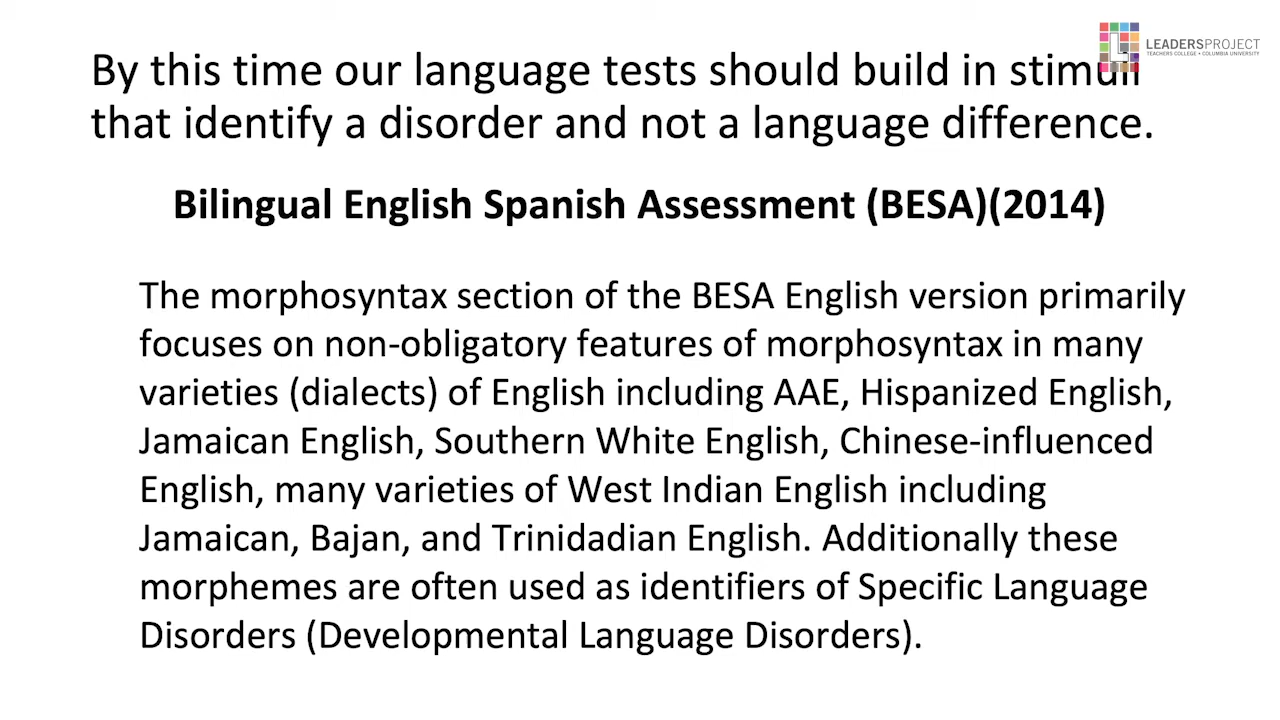 LEADERSPROJECT
TEACHERS COLLEGE • COLUMBIA UNIVERSITY
By this time our language tests should build in stimuli
that identify a disorder and not a language difference.
Bilingual English Spanish Assessment (BESA)(2014)
The morphosyntax section of the BESA English version primarily
focuses on non-obligatory features of morphosyntax in many
varieties (dialects) of English including AAE, Hispanized English,
Jamaican English, Southern White English, Chinese-influenced
English, many varieties of West Indian English including
Jamaican, Bajan, and Trinidadian English. Additionally these
morphemes are often used as identifiers of Specific Language
Disorders (Developmental Language Disorders).